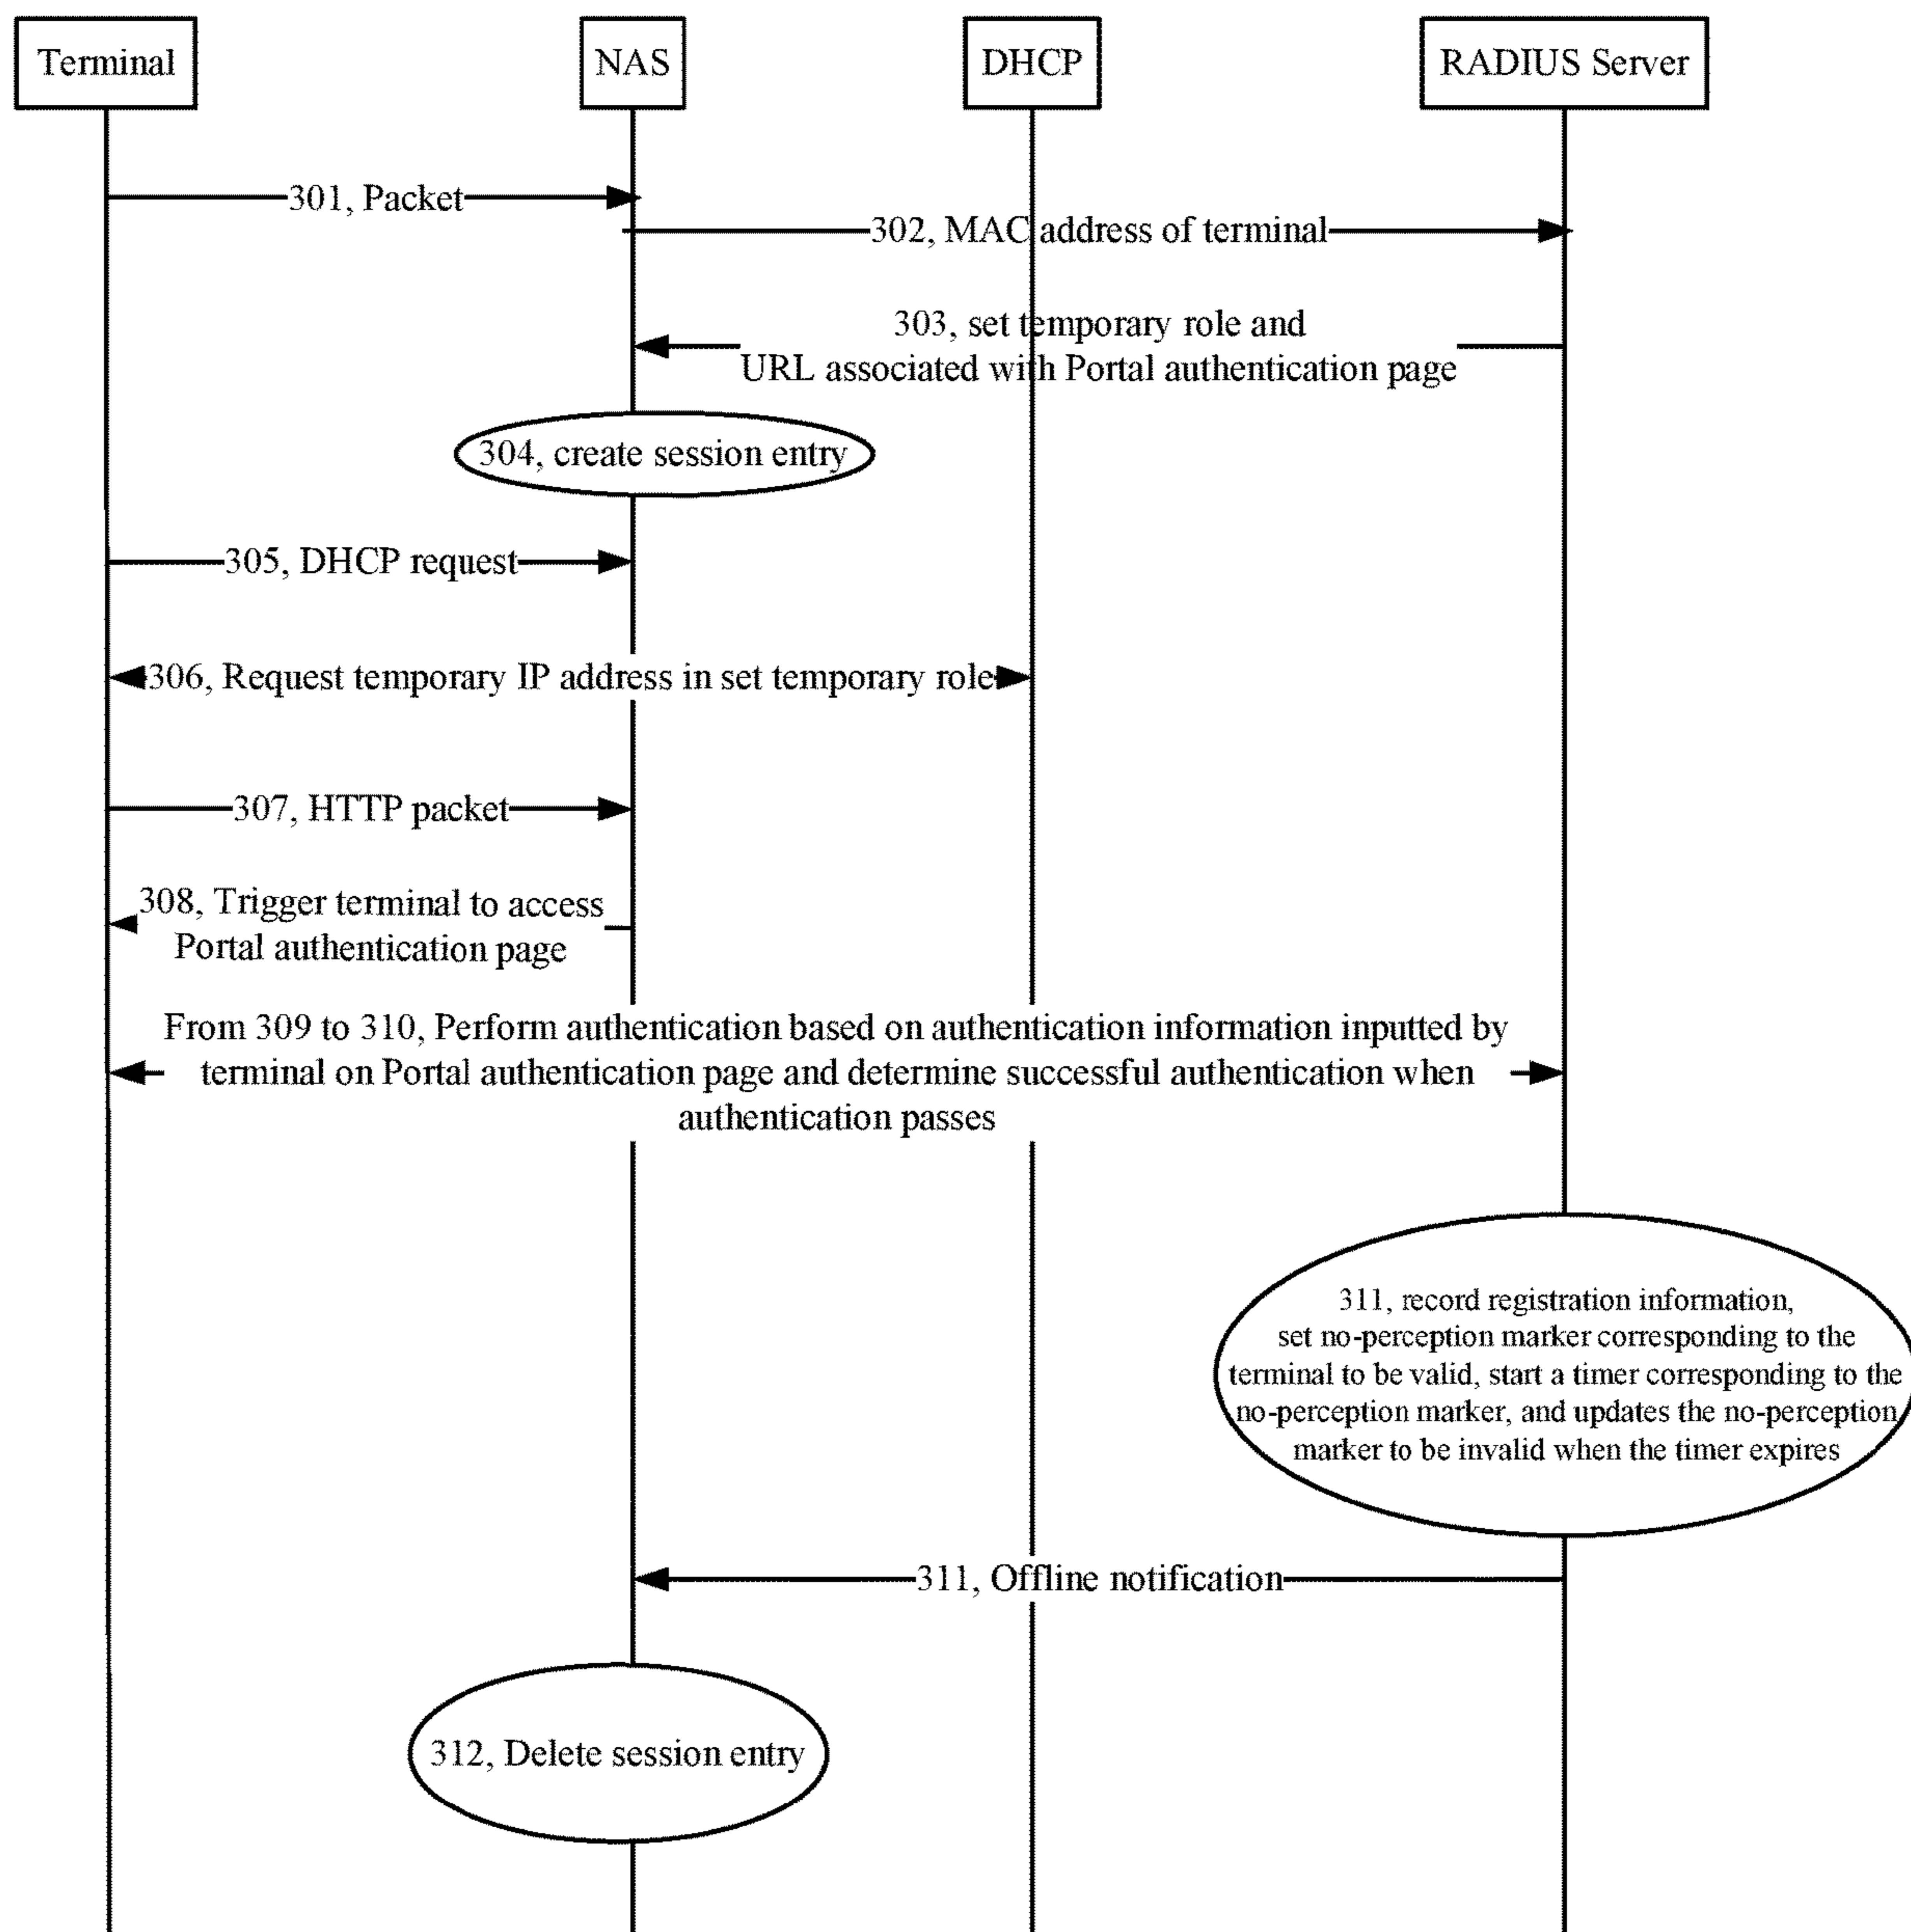 Terminal
NAS
DHCP
RADIUS Server
301, Packet
302, MAC address of terminal
303, set temporary role and
URL associated with Portal authentication page
304, create session entry
305, DHCP request
306, Request temporary IP address in set temporary role
307, HTTP packet
308, Trigger terminal to access
Portal authentication page
From 309 to 310, Perform authentication based on authentication information inputted by
terminal on Portal authentication page and determine successful authentication when
authentication passes
311, record registration information,
set no-perception marker corresponding to the
terminal to be valid, start a timer corresponding to the
no-perception marker, and updates the no-perception
marker to be invalid when the timer expires
311, Offline notification
312, Delete session entry